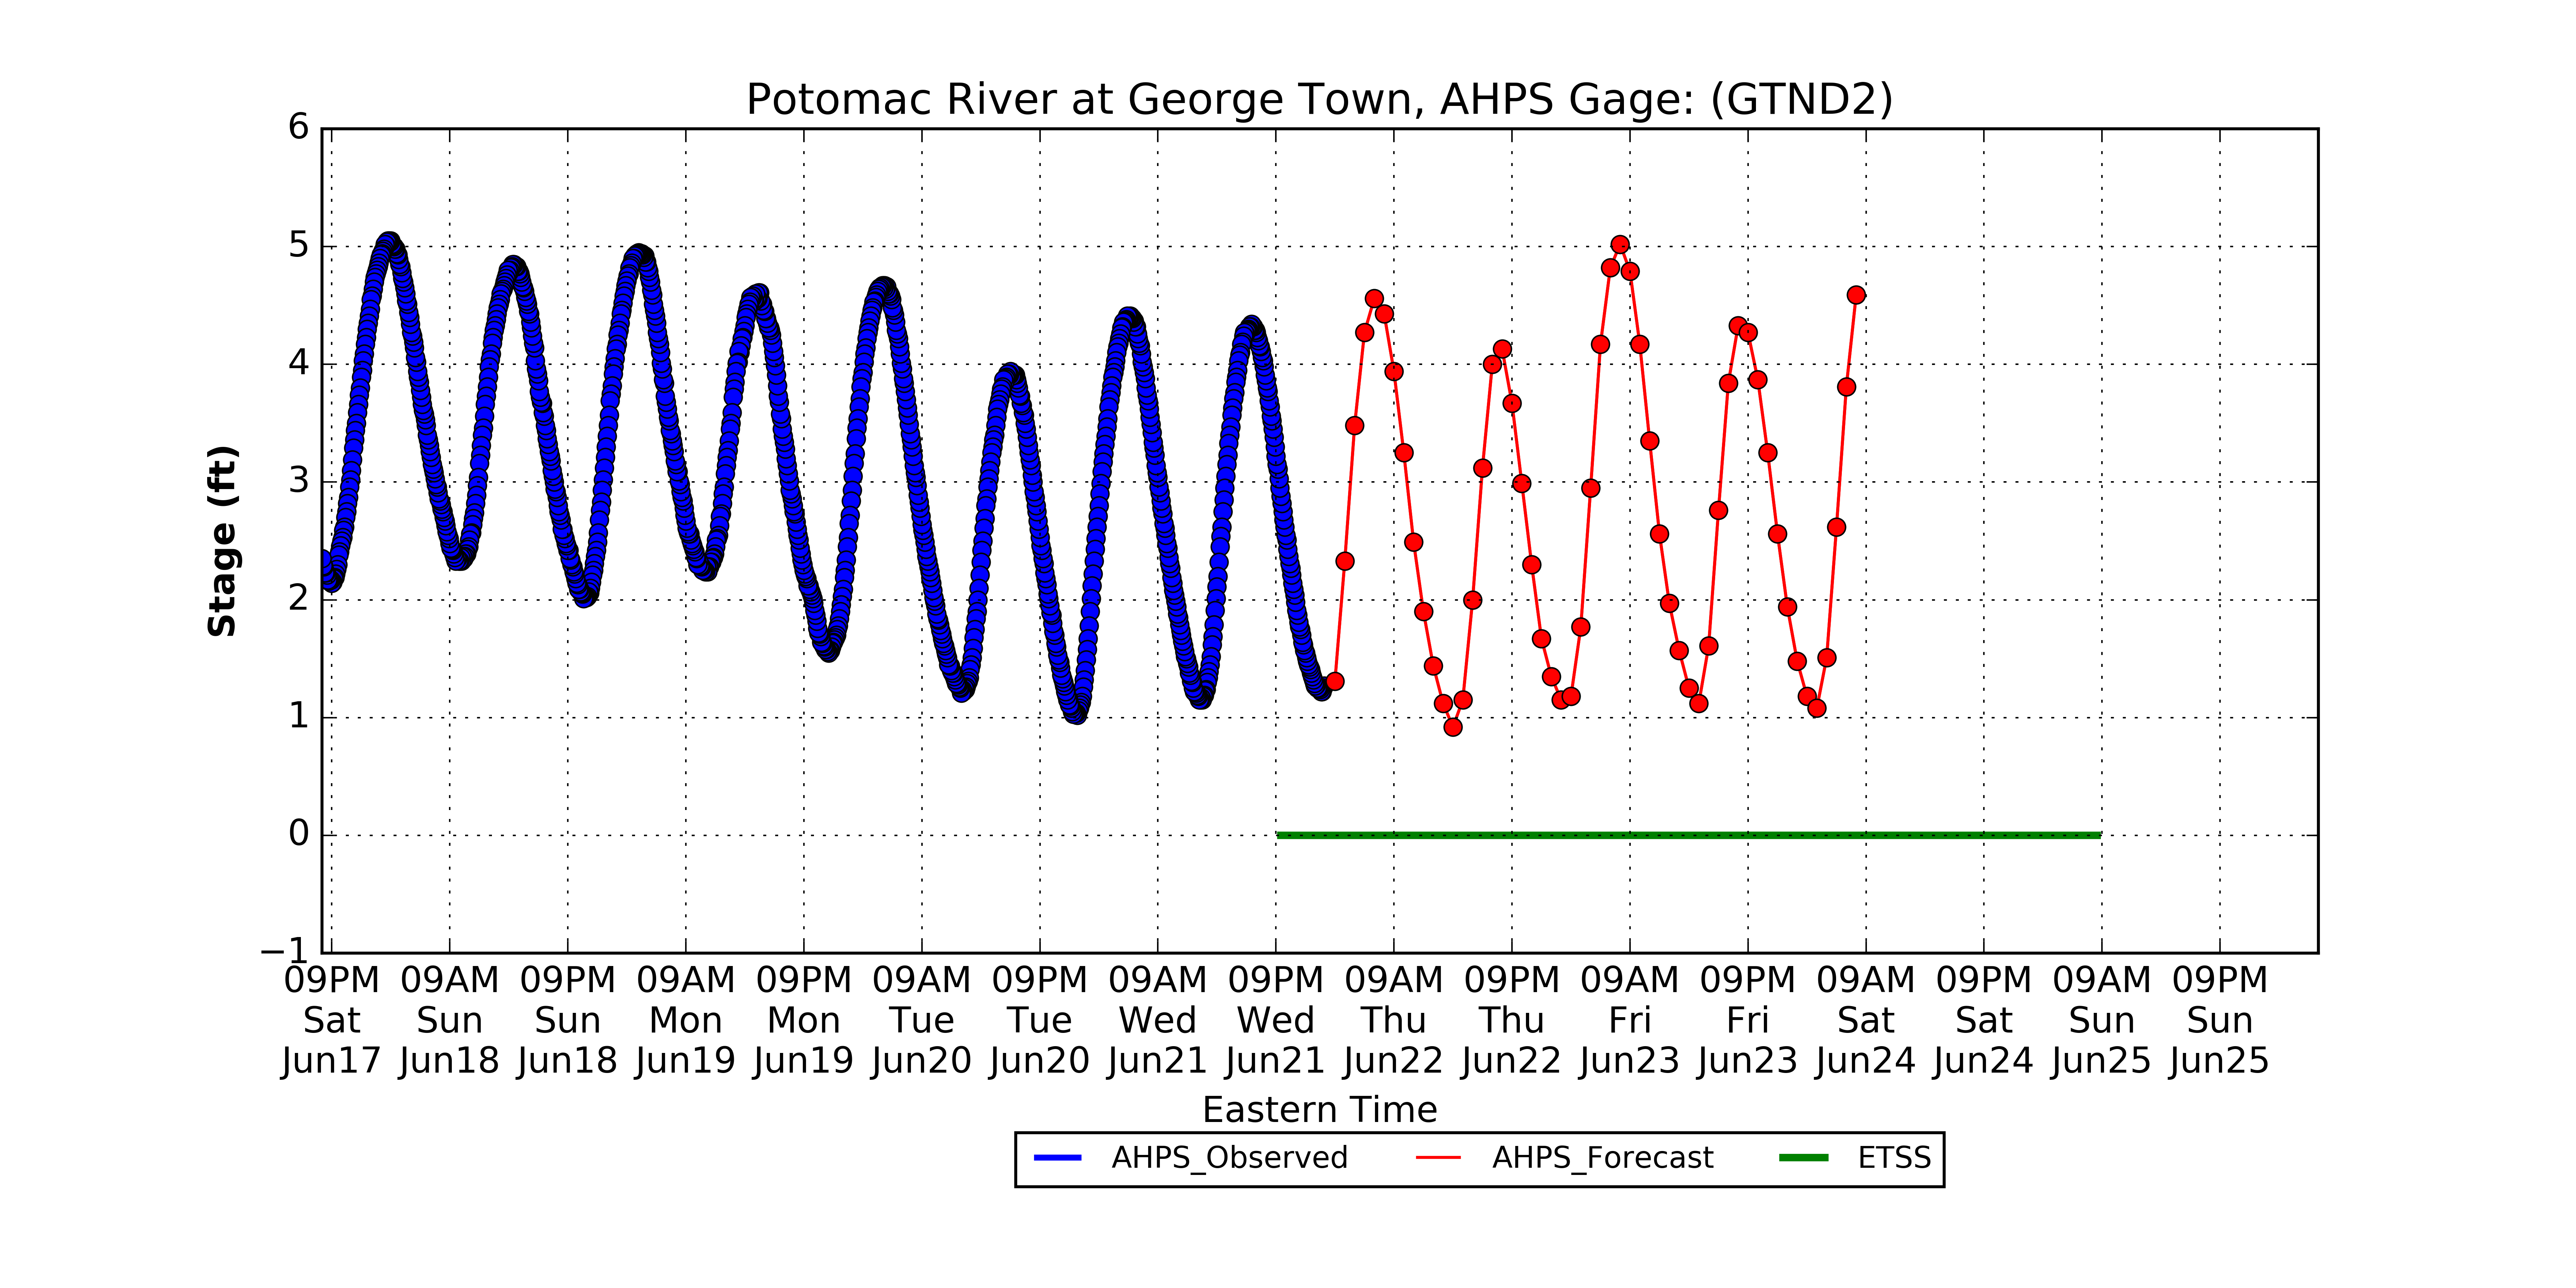 Potomac River at George Town, AHPS Gage: (GTND2)
6
5
4
3
2
1
0
−1
Stage (ft)
09PM 09AM 09PM 09AM 09PM 09AM 09PM 09AM 09PM 09AM 09PM 09AM 09PM 09AM 09PM 09AM 09PM
Sat Sun Sun Mon Mon Tue Tue Wed Wed Thu Thu Fri Fri Sat Sat Sun Sun
Jun17 Jun18 Jun18 Jun19 Jun19 Jun20 Jun20 Jun21 Jun21 Jun22 Jun22 Jun23 Jun23 Jun24 Jun24 Jun25 Jun25
Eastern Time
AHPS_Observed AHPS_Forecast ETSS